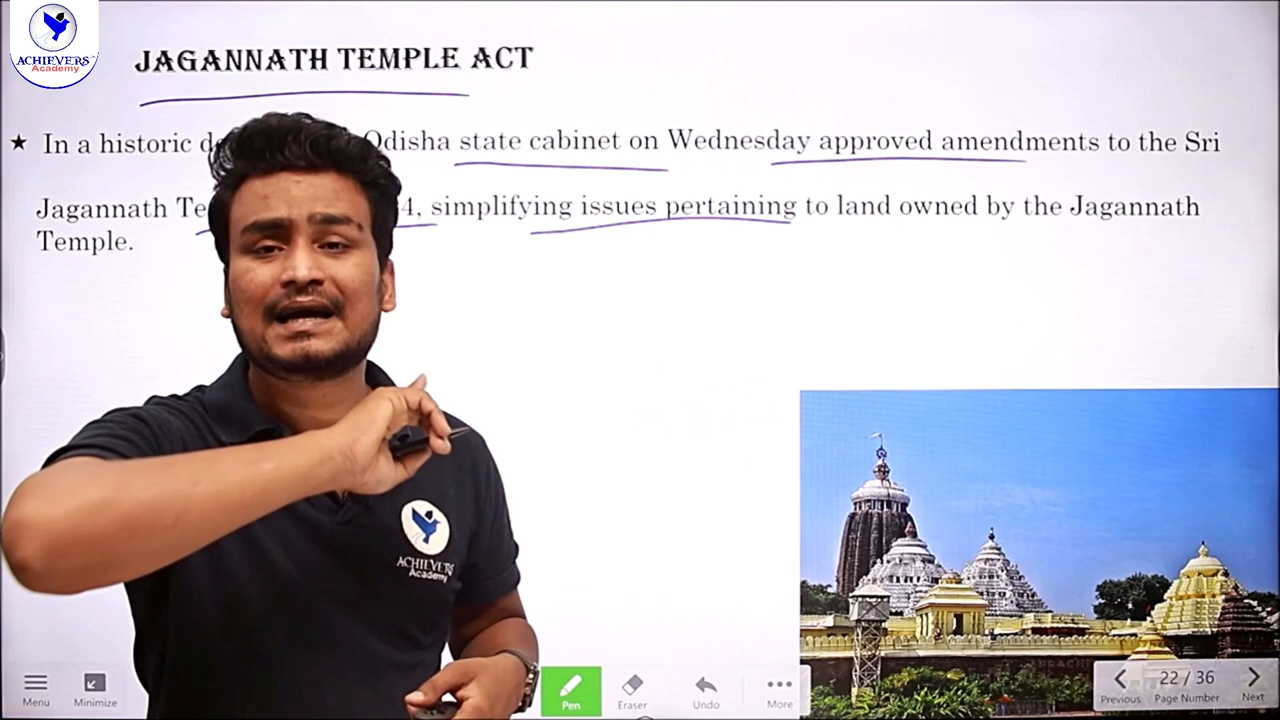 ACHIEVERS
Academy
JAGANNATH TEMPLE ACT
★ In a historic Odisha state cabinet on Wednesday approved amendments to the Sri
Jagannath 4, simplifying issues pertaining to land owned by the Jagannath
Temple.
ACHIEVERS
Academy
22 / 36
Menu Minimize Pen Eraser Undo More Previous Page Number Next